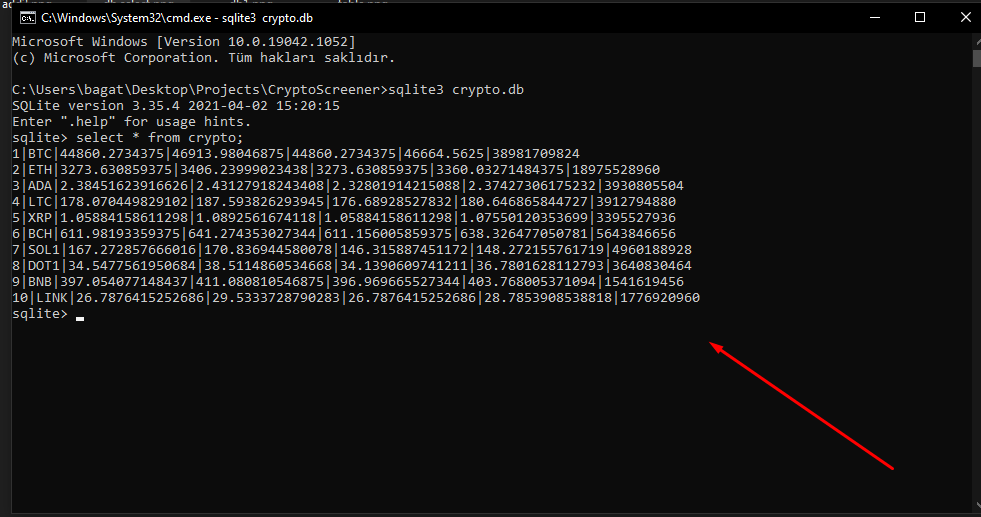 C:\Windows\System32\cmd.exe - sqlite3 crypto.db
Microsoft Windows [Version 10.0.19042.1052]
(c) Microsoft Corporation. Tüm hakları saklıdır.
C:\Users\bagat\Desktop\Projects\CryptoScreener>sqlite3 crypto.db
SQLite version 3.35.4 2021-04-02 15:20:15
Enter ".help" for usage hints.
sqlite> select * from crypto;
1|BTC|44860.2734375|46913.98046875|44860.2734375|46664.5625|38981709824
2|ETH|3273.630859375|3406.23999023438|3273.630859375|3360.03271484375|18975528960
3|ADA|2.38451623916626|2.43127918243408|2.32801914215088|2.37427306175232|3930805504
4|LTC|178.070449829102|187.593826293945|176.68928527832|180.646865844727|3912794880
5|XRP|1.05884158611298|1.0892561674118|1.05884158611298|1.07550120353699|3395527936
6|BCH|611.98193359375|641.274353027344|611.156005859375|638.326477050781|5643846656
7|SOL1|167.272857666016|170.836944580078|146.315887451172|148.272155761719|4960188928
8|DOT1|34.5477561950684|38.5114860534668|34.1390609741211|36.7801628112793|3640830464
9|BNB|397.054077148437|411.080810546875|396.969665527344|403.768005371094|1541619456
10|LINK|26.7876415252686|29.5333728790283|26.7876415252686|28.7853908538818|1776920960
sqlite>